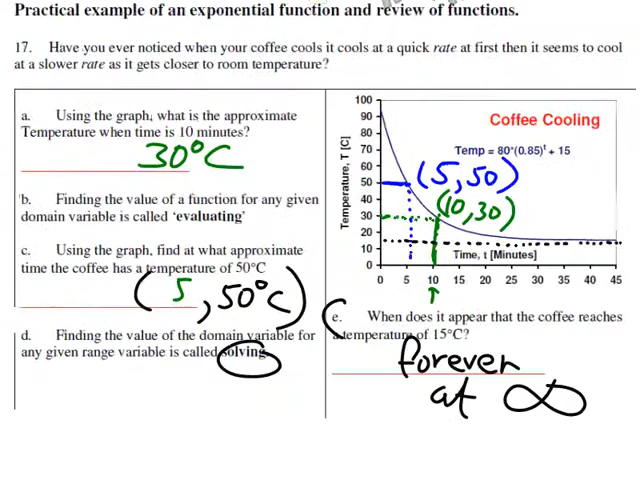 Practical example of an exponential function and review of functions.
17. Have you ever noticed when your coffee cools it cools at a quick rate at first then it seems to cool
at a slower rate as it gets closer to room temperature?
a. Using the graph, what is the approximate
Temperature when time is 10 minutes?
30°C
b. Finding the value of a function for any given
domain variable is called ‘evaluating’
c. Using the graph, find at what approximate
time the coffee has a temperature of 50°C
(5, 50°C)
d. Finding the value of the domain variable for
any given range variable is called solving
Coffee Cooling
Temp = 80*(0.85)^t + 15
Temperature, T [C]
100
90
80
70
60
50
40
30
20
10
0
(5, 50)
(10, 30)
Time, t [Minutes]
0 5 10 15 20 25 30 35 40 45
e. When does it appear that the coffee reaches
a temperature of 15°C?
forever
at ∞